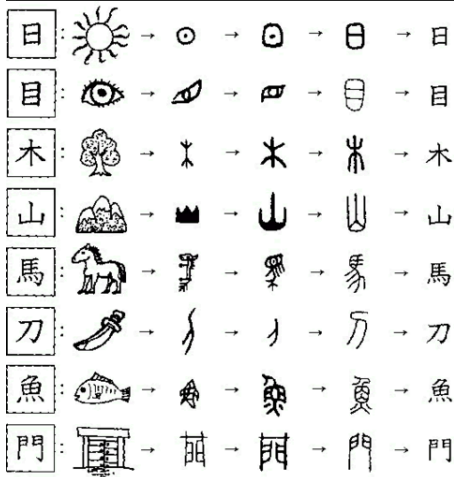 日 : → → → 日
目 : → → → 目
木 : → → → 木
山 : → → → 山
馬 : → → → 馬
刀 : → → → 刀
魚 : → → → 魚
門 : → → → 門